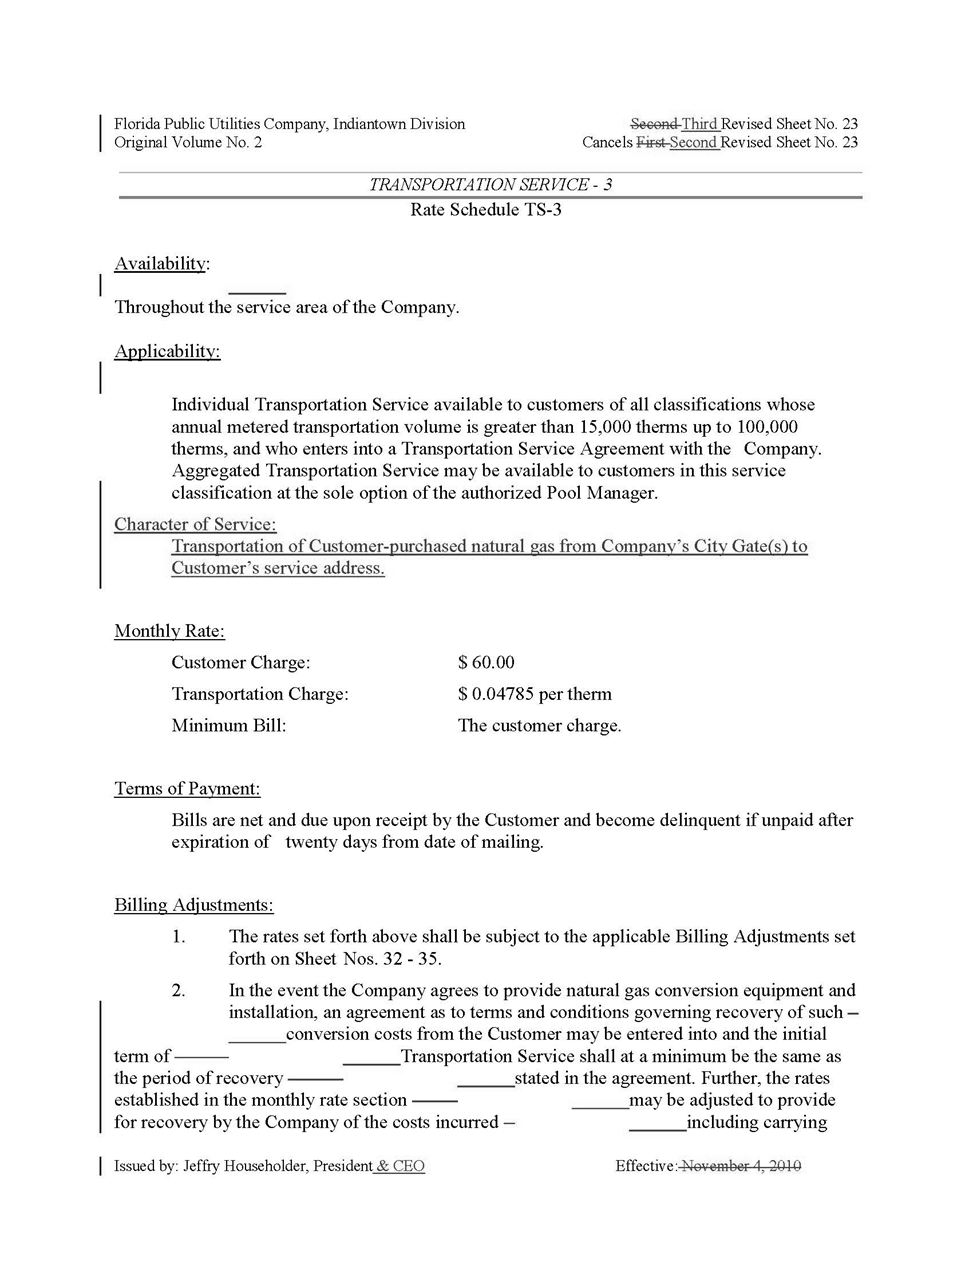 Florida Public Utilities Company, Indiantown Division Second Third Revised Sheet No. 23
Original Volume No. 2 Cancels First Second Revised Sheet No. 23
TRANSPORTATION SERVICE - 3
Rate Schedule TS-3
Availability:
Throughout the service area of the Company.
Applicability:
Individual Transportation Service available to customers of all classifications whose
annual metered transportation volume is greater than 15,000 therms up to 100,000
therms, and who enters into a Transportation Service Agreement with the Company.
Aggregated Transportation Service may be available to customers in this service
classification at the sole option of the authorized Pool Manager.
Character of Service:
Transportation of Customer-purchased natural gas from Company's City Gate(s) to
Customer's service address.
Monthly Rate:
Customer Charge: $ 60.00
Transportation Charge: $ 0.04785 per therm
Minimum Bill: The customer charge.
Terms of Payment:
Bills are net and due upon receipt by the Customer and become delinquent if unpaid after
expiration of twenty days from date of mailing.
Billing Adjustments:
1. The rates set forth above shall be subject to the applicable Billing Adjustments set
forth on Sheet Nos. 32 - 35.
2. In the event the Company agrees to provide natural gas conversion equipment and
installation, an agreement as to terms and conditions governing recovery of such
conversion costs from the Customer may be entered into and the initial
term of Transportation Service shall at a minimum be the same as
the period of recovery stated in the agreement. Further, the rates
established in the monthly rate section may be adjusted to provide
for recovery by the Company of the costs incurred including carrying
Issued by: Jeffry Householder, President & CEO Effective: November 4, 2010